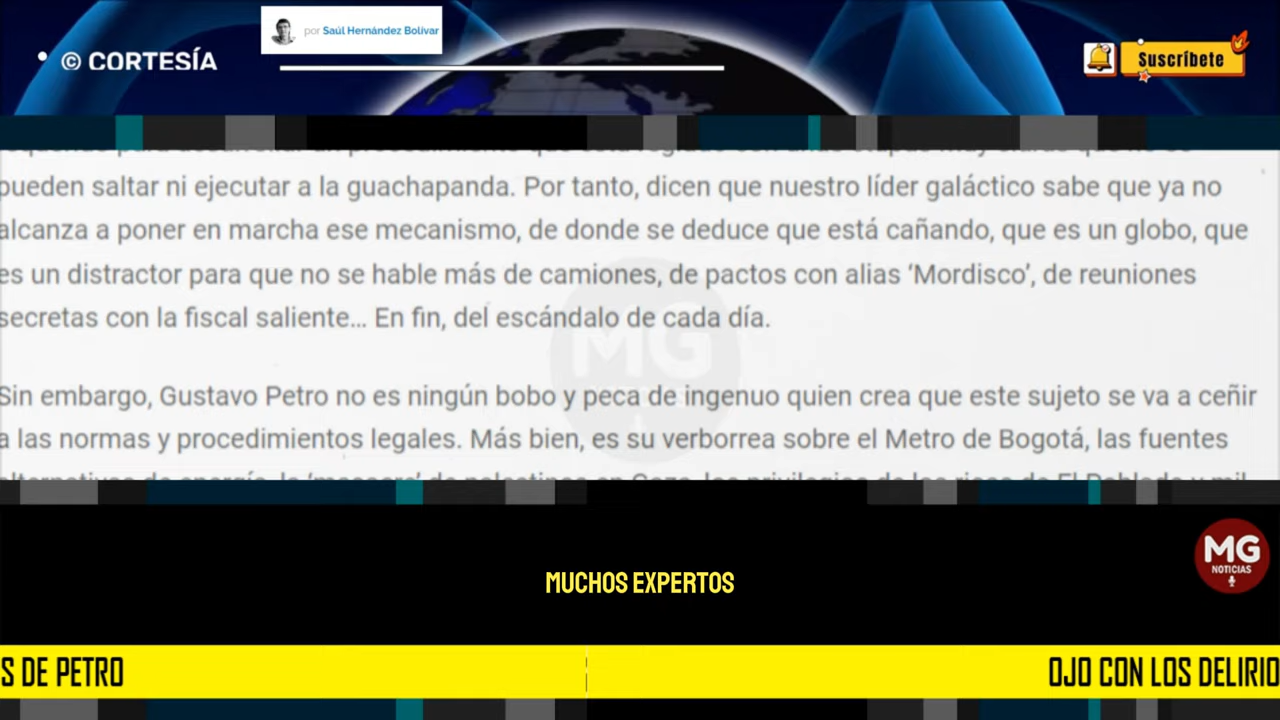 por Saúl Hernández Bolívar
© CORTESÍA
Suscríbete
pueden saltar ni ejecutar a la guachapanda. Por tanto, dicen que nuestro líder galáctico sabe que ya no
alcanza a poner en marcha ese mecanismo, de donde se deduce que está cañando, que es un globo, que
es un distractor para que no se hable más de camiones, de pactos con alias ‘Mordisco’, de reuniones
secretas con la fiscal saliente… En fin, del escándalo de cada día.
Sin embargo, Gustavo Petro no es ningún bobo y peca de ingenuo quien crea que este sujeto se va a ceñir
a las normas y procedimientos legales. Más bien, es su verborrea sobre el Metro de Bogotá, las fuentes
MG
MG
NOTICIAS
MUCHOS EXPERTOS
S DE PETRO
OJO CON LOS DELIRIO